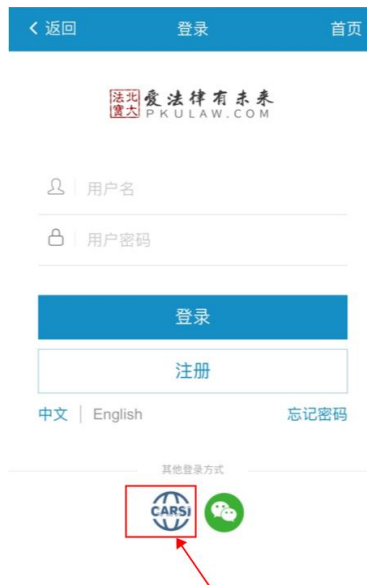 返回 登录 首页
北大法寶 爱法律有未来
PKULAW.COM
用户名
用户密码
登录
注册
中文 | English 忘记密码
其他登录方式
CARSI